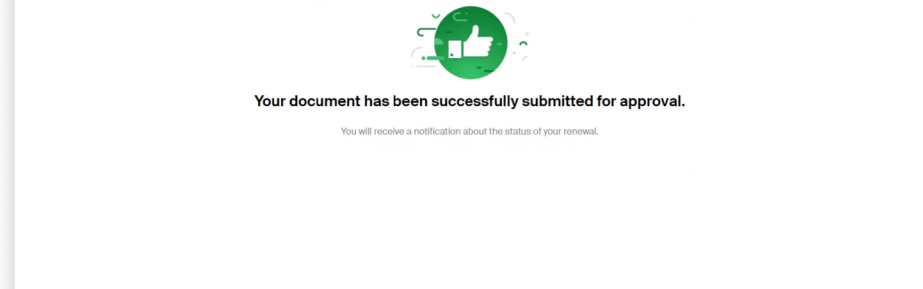 Your document has been successfully submitted for approval.
You will receive a notification about the status of your renewal.